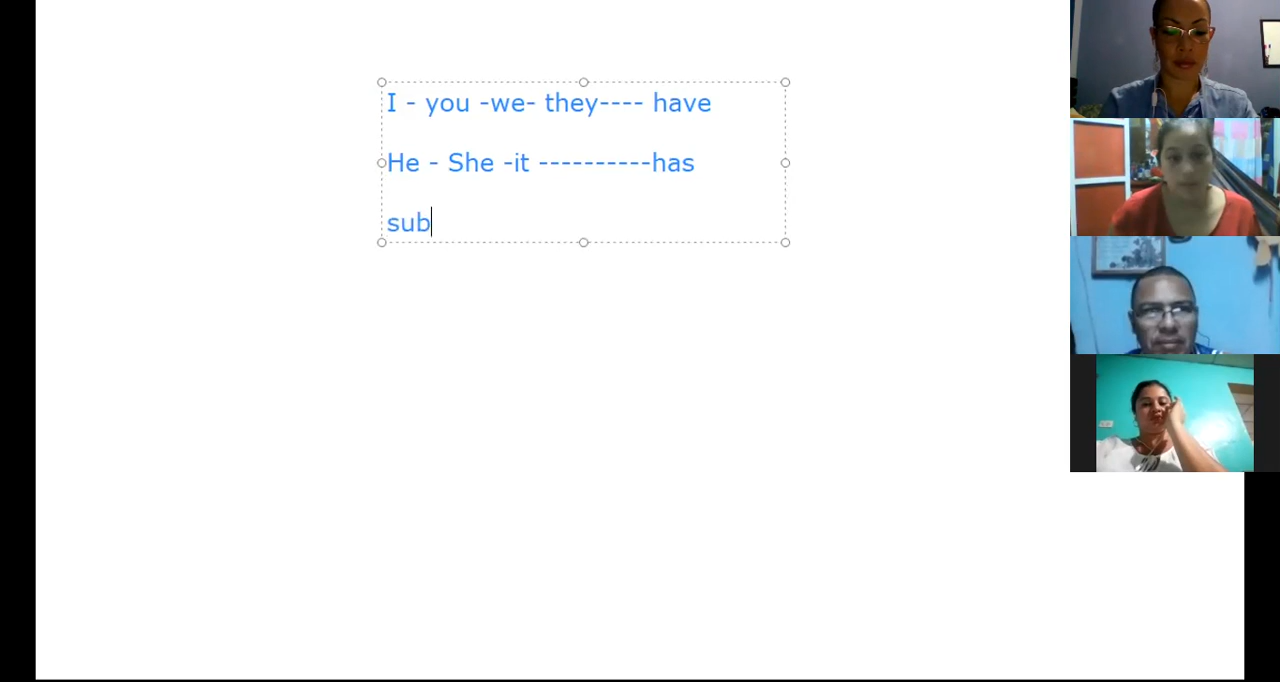 I - you -we- they---- have
He - She -it ----------has
sub